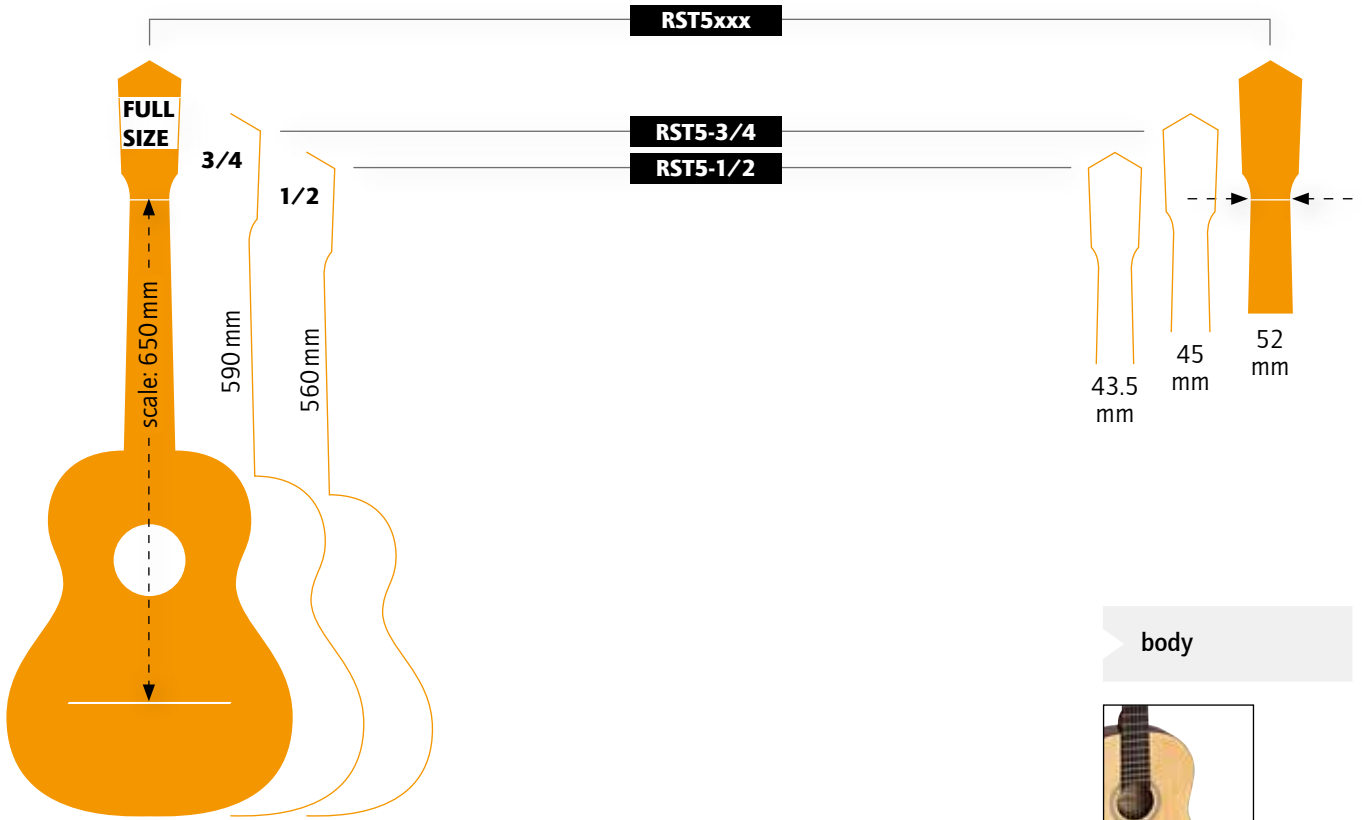 RST5xxx
FULL
SIZE
3/4
RST5-3/4
1/2
RST5-1/2
scale: 650 mm
590 mm
560 mm
43.5
mm
45
mm
52
mm
body